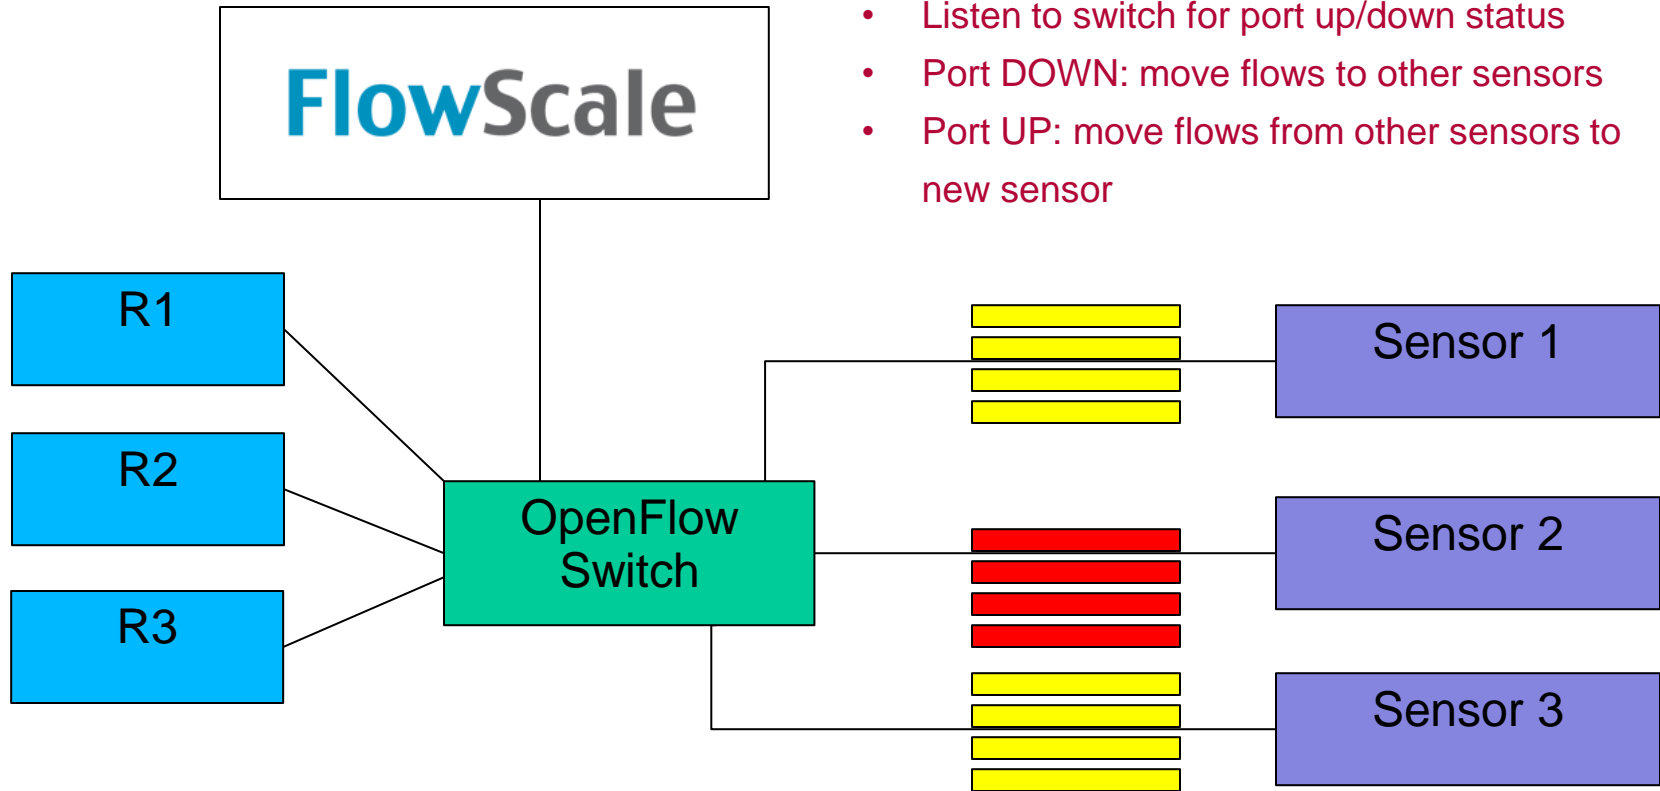 • Listen to switch for port up/down status
• Port DOWN: move flows to other sensors
• Port UP: move flows from other sensors to
new sensor
FlowScale
R1
R2
R3
OpenFlow
Switch
Sensor 1
Sensor 2
Sensor 3